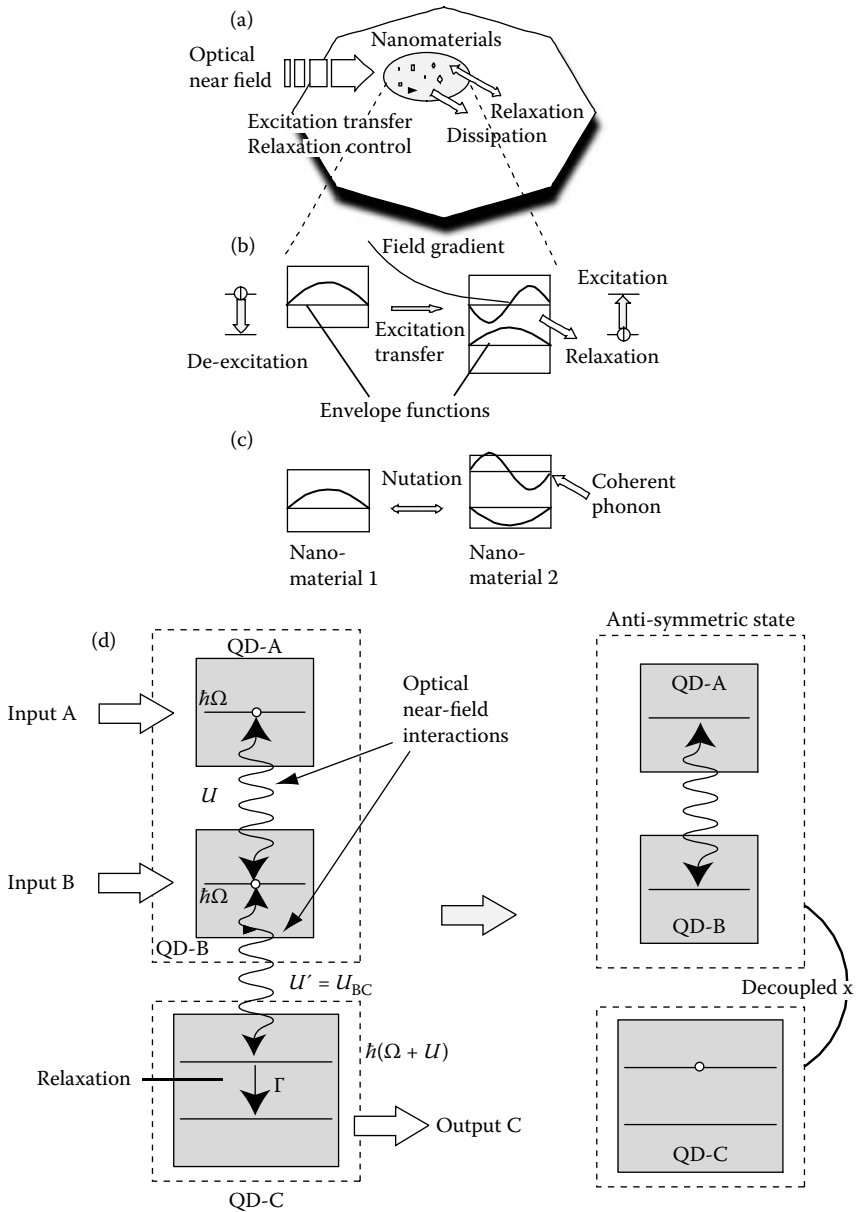 (a)
Nanomaterials
Optical
near field
Excitation transfer
Relaxation control
Relaxation
Dissipation
(b)
Field gradient
De-excitation
Excitation
transfer
Excitation
Relaxation
Envelope functions
(c)
Nutation
Coherent
phonon
Nano-
material 1
Nano-
material 2
(d)
QD-A
ħΩ
Input A
Optical
near-field
interactions
U
Input B
ħΩ
QD-B
U′ = U_BC
ħ(Ω + U)
Relaxation
Γ
Output C
QD-C
Anti-symmetric state
QD-A
QD-B
Decoupled x
QD-C